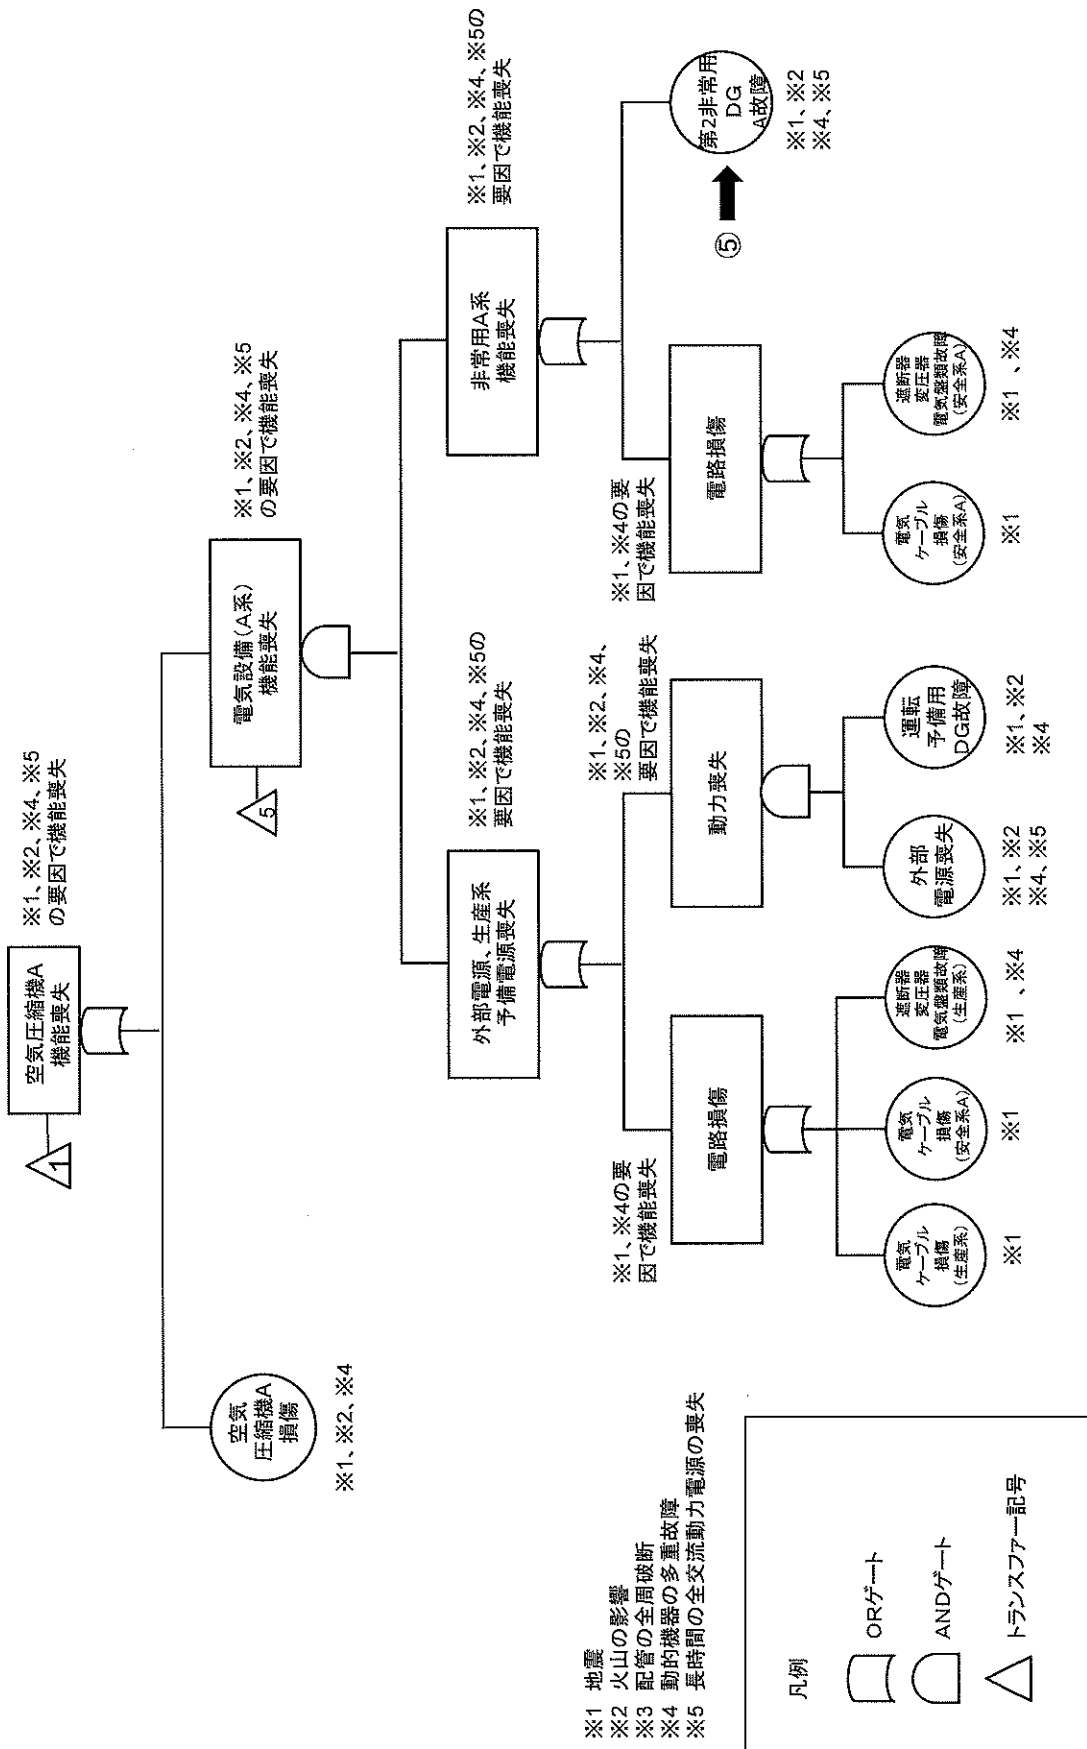 1
空気圧縮機A
機能喪失
※1、※2、※4、※5
の要因で機能喪失
空気
圧縮機A
損傷
※1、※2、※4
5
電気設備(A系)
機能喪失
※1、※2、※4、※5
の要因で機能喪失
外部電源、生産系
予備電源喪失
※1、※2、※4、※5の
要因で機能喪失
非常用A系
機能喪失
※1、※2、※4、※5の
要因で機能喪失
※1、※4の要
因で機能喪失
電路損傷
※1、※2、※4、
※5の
要因で機能喪失
動力喪失
※1、※4の要
因で機能喪失
電路損傷
⑤
第2非常用
DG
A故障
※1、※2
※4、※5
電気
ケーブル
損傷
(生産系)
※1
電気
ケーブル
損傷
(安全系A)
※1
遮断器
変圧器
電気盤類故障
(生産系)
※1 、※4
外部
電源喪失
※1、※2
※4、※5
運転
予備用
DG故障
※1、※2
※4
電気
ケーブル
損傷
(安全系A)
※1
遮断器
変圧器
電気盤類故障
(安全系A)
※1 、※4
※1 地震
※2 火山の影響
※3 配管の全周破断
※4 動的機器の多重故障
※5 長時間の全交流動力電源の喪失
凡例
ORゲート
ANDゲート
トランスファー記号